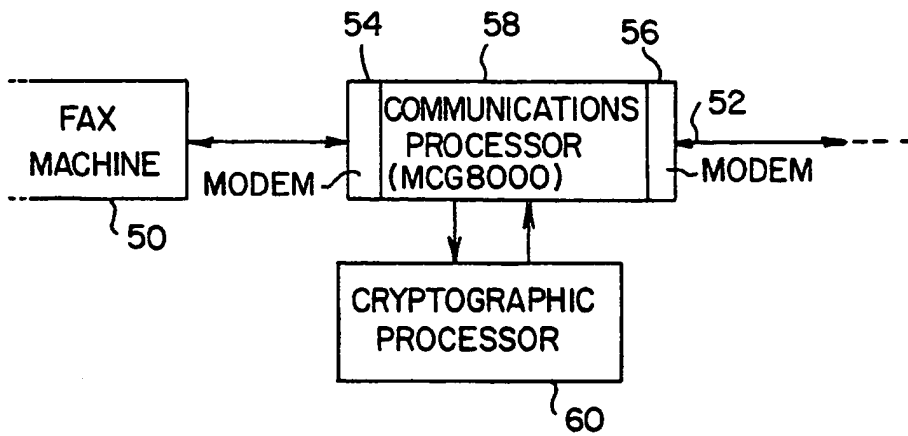 54
58
56
FAX
MACHINE
COMMUNICATIONS
PROCESSOR
(MCG8000)
52
MODEM
MODEM
50
CRYPTOGRAPHIC
PROCESSOR
60